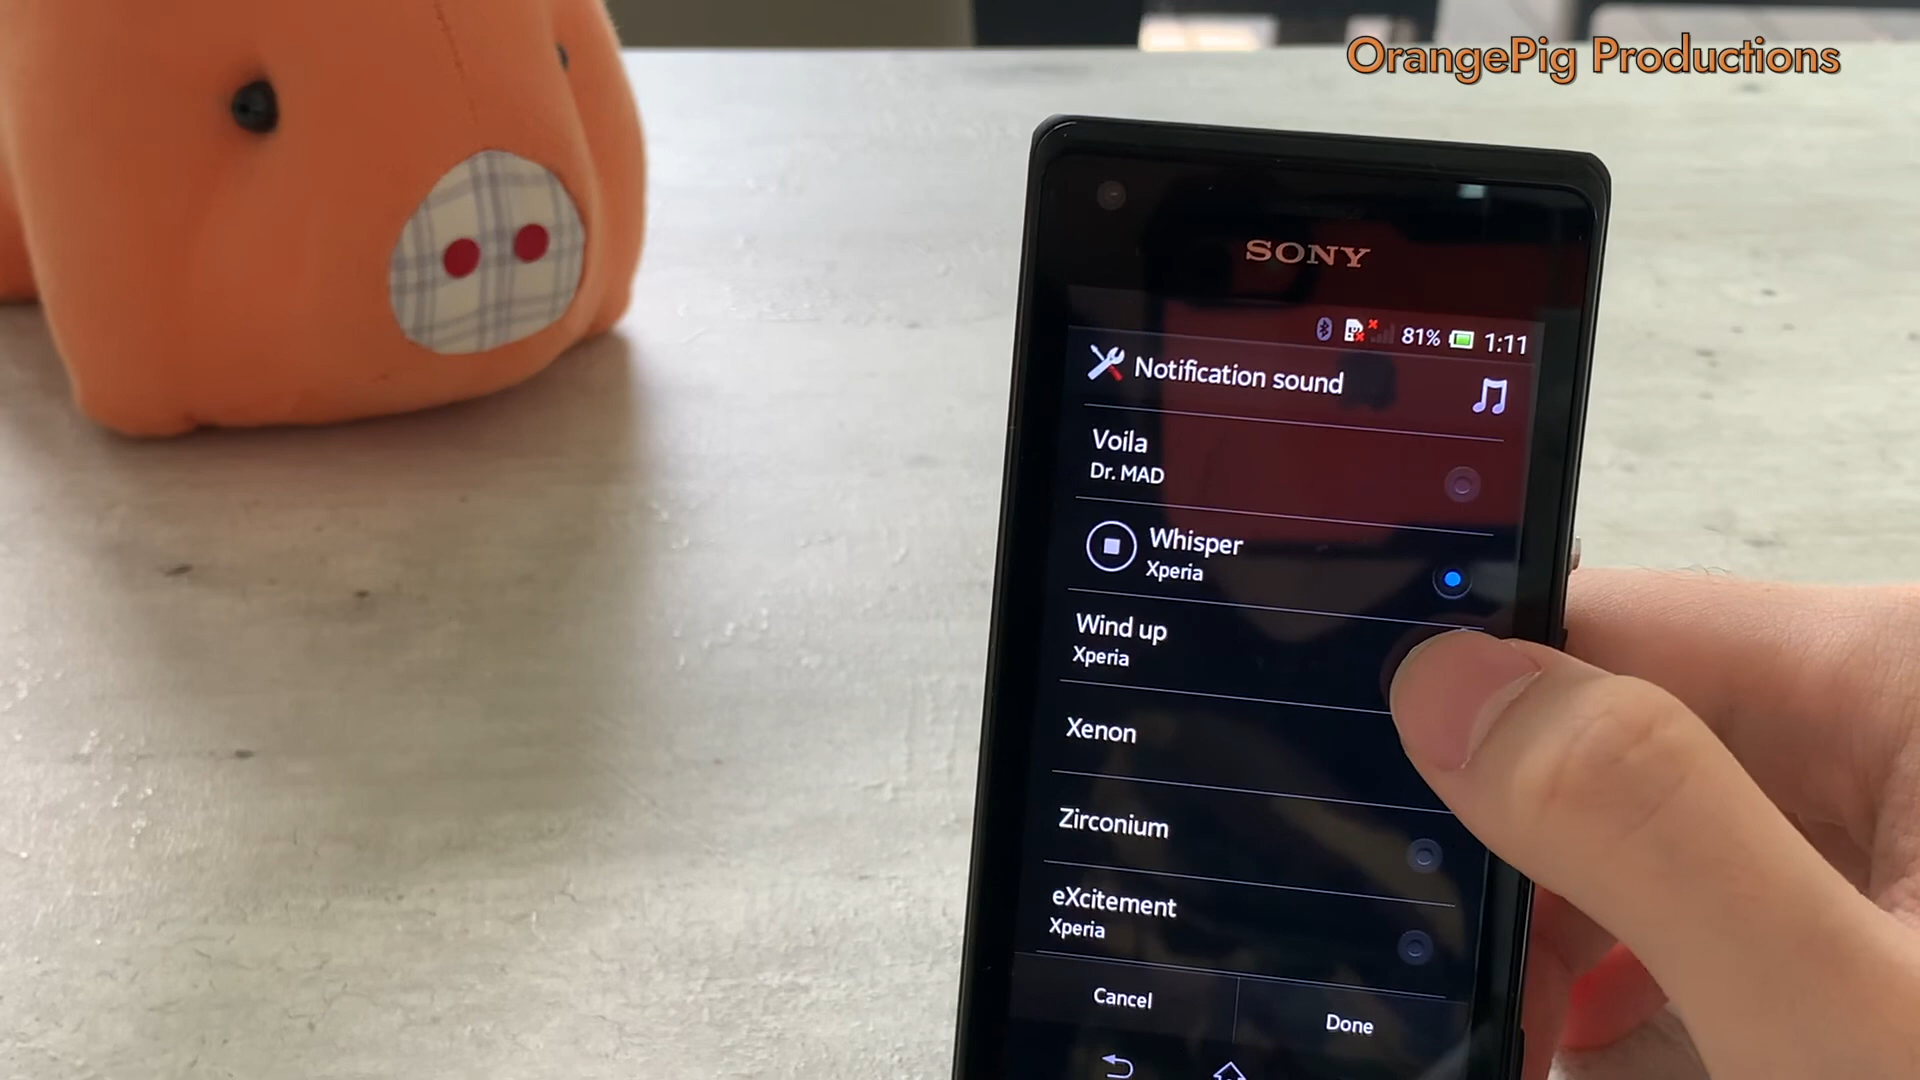 OrangePig Productions
SONY
81% 1:11
Notification sound
Voila
Dr. MAD
Whisper
Xperia
Wind up
Xperia
Xenon
Zirconium
eXcitement
Xperia
Cancel Done